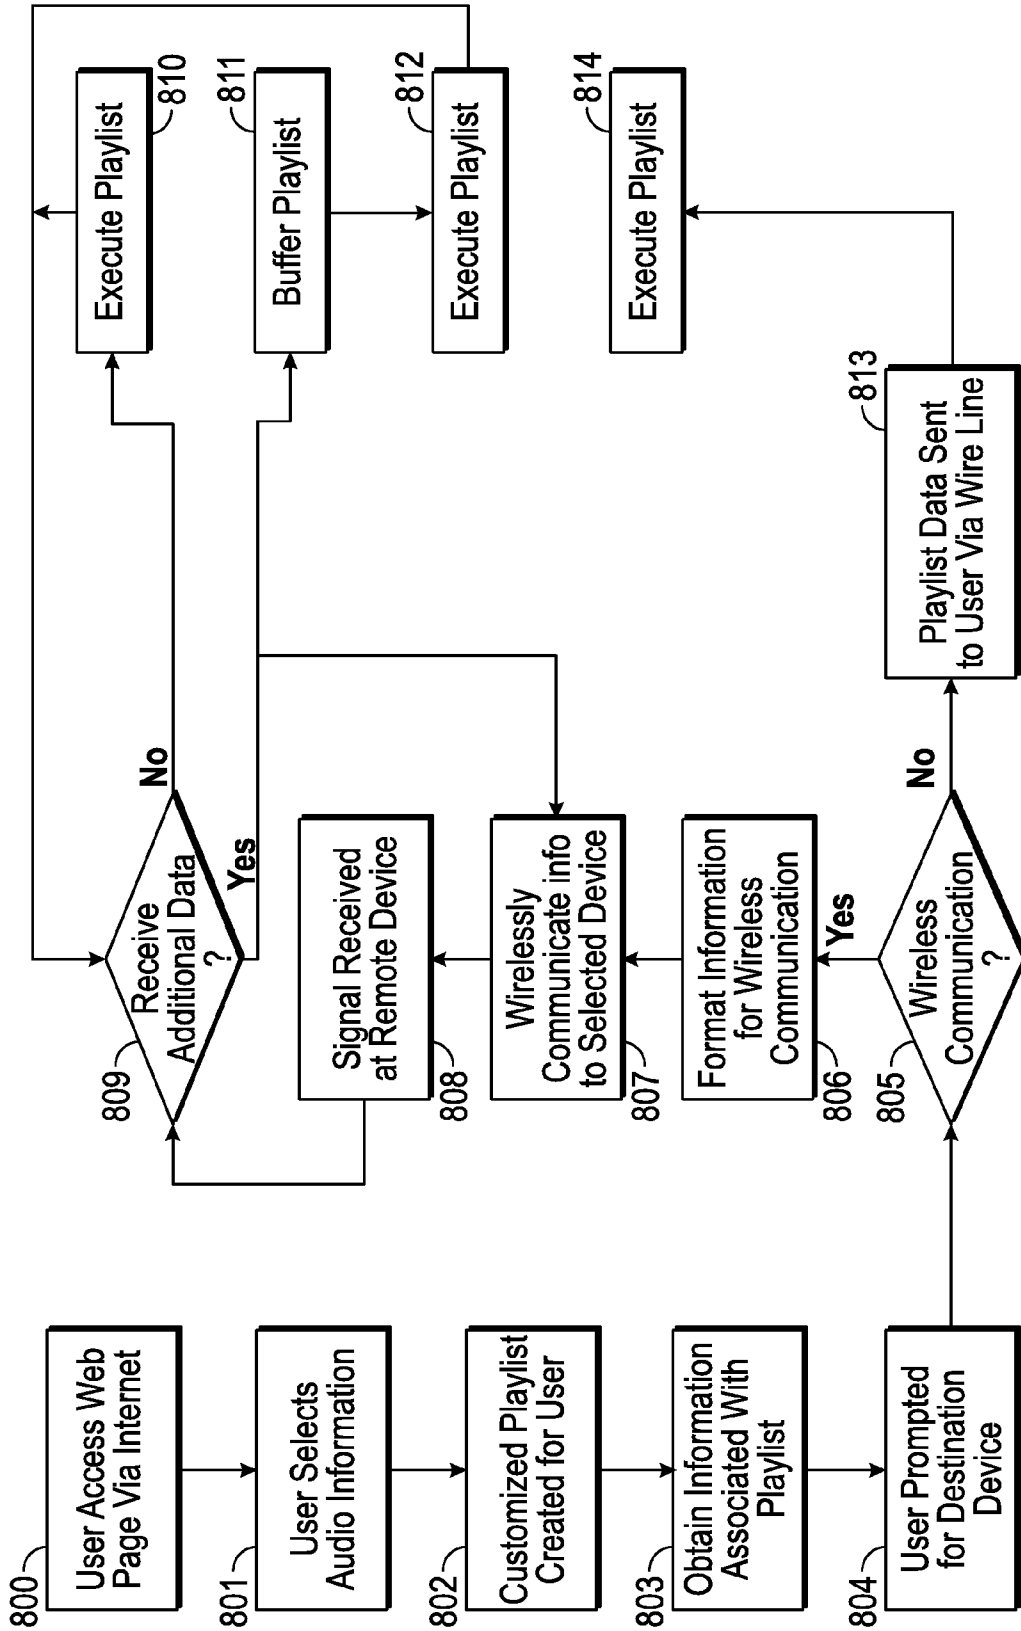 800
User Access Web
Page Via Internet
801
User Selects
Audio Information
802
Customized Playlist
Created for User
803
Obtain Information
Associated With
Playlist
804
User Prompted
for Destination
Device
805
Wireless
Communication
?
Yes
No
806
Format Information
for Wireless
Communication
807
Wirelessly
Communicate info
to Selected Device
808
Signal Received
at Remote Device
809
Receive
Additional Data
?
No
Yes
810
Execute Playlist
811
Buffer Playlist
812
Execute Playlist
813
Playlist Data Sent
to User Via Wire Line
814
Execute Playlist